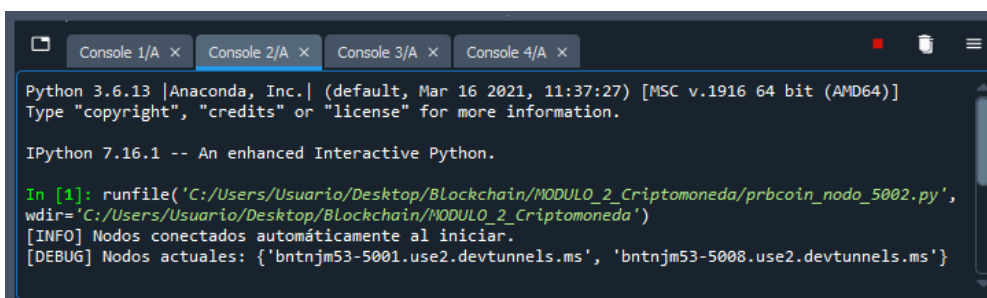 Console 1/A × Console 2/A × Console 3/A × Console 4/A ×
Python 3.6.13 |Anaconda, Inc.| (default, Mar 16 2021, 11:37:27) [MSC v.1916 64 bit (AMD64)]
Type "copyright", "credits" or "license" for more information.
IPython 7.16.1 -- An enhanced Interactive Python.
In [1]: runfile('C:/Users/Usuario/Desktop/Blockchain/MODULO_2_Criptomoneda/prbcoin_nodo_5002.py',
wdir='C:/Users/Usuario/Desktop/Blockchain/MODULO_2_Criptomoneda')
[INFO] Nodos conectados automáticamente al iniciar.
[DEBUG] Nodos actuales: {'bntnjm53-5001.use2.devtunnels.ms', 'bntnjm53-5008.use2.devtunnels.ms'}